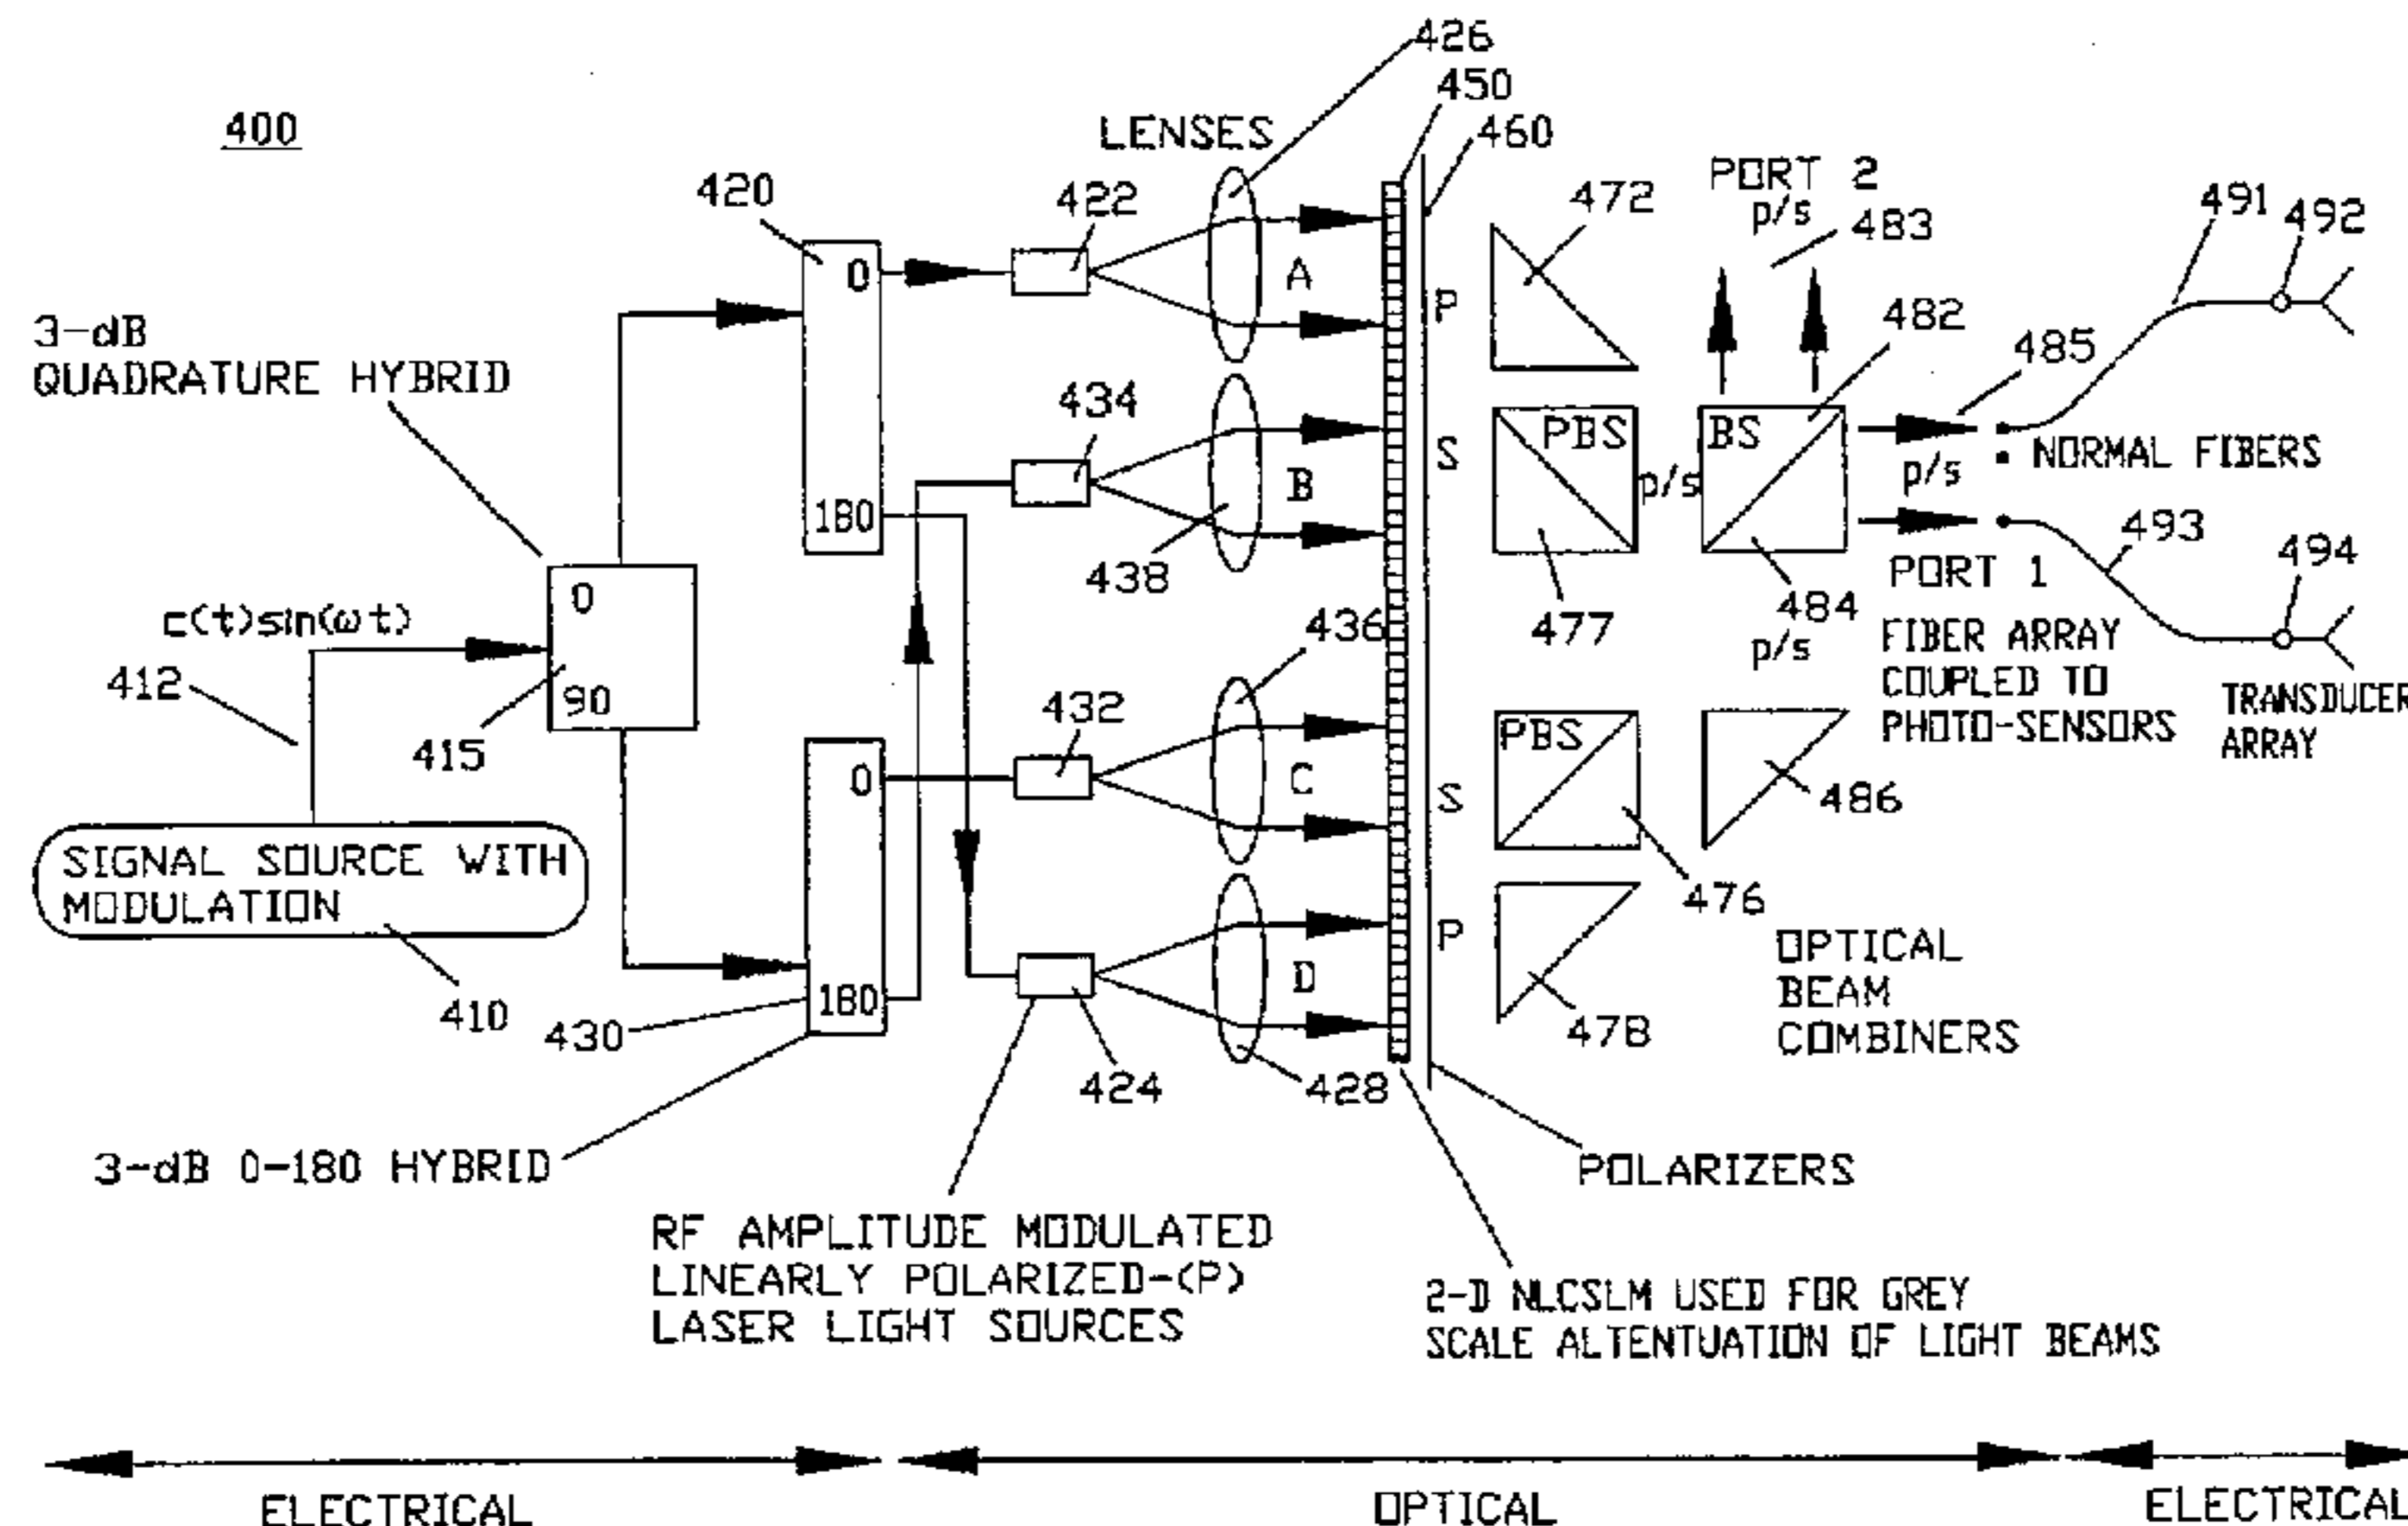 400
426
450
LENSES
460
420
422
PORT 2
p/s
472
483
491
492
0
A
P
482
3-dB
QUADRATURE HYBRID
485
434
PBS
BS
S
B
p/s
p/s
NORMAL FIBERS
180
438
493
494
PORT 1
0
c(t)sin(ωt)
477
484
p/s
436
FIBER ARRAY
COUPLED TO
PHOTO-SENSORS
412
90
415
432
TRANSDUCER
ARRAY
0
C
S
PBS
486
SIGNAL SOURCE WITH
MODULATION
476
P
OPTICAL
BEAM
COMBINERS
410
430
180
D
478
424
428
3-dB 0-180 HYBRID
POLARIZERS
RF AMPLITUDE MODULATED
LINEARLY POLARIZED-(P)
LASER LIGHT SOURCES
2-D NLCSLM USED FOR GREY
SCALE ALTENTUATION OF LIGHT BEAMS
ELECTRICAL
OPTICAL
ELECTRICAL